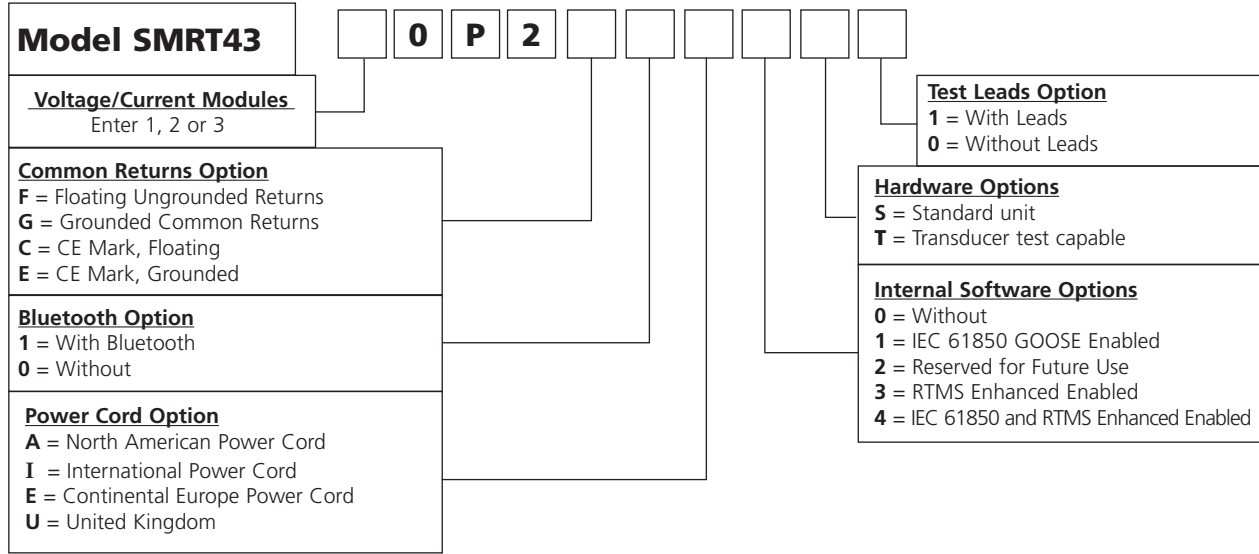 Model SMRT43
0 P 2
Voltage/Current Modules
Enter 1, 2 or 3
Common Returns Option
F = Floating Ungrounded Returns
G = Grounded Common Returns
C = CE Mark, Floating
E = CE Mark, Grounded
Bluetooth Option
1 = With Bluetooth
0 = Without
Power Cord Option
A = North American Power Cord
I = International Power Cord
E = Continental Europe Power Cord
U = United Kingdom
Test Leads Option
1 = With Leads
0 = Without Leads
Hardware Options
S = Standard unit
T = Transducer test capable
Internal Software Options
0 = Without
1 = IEC 61850 GOOSE Enabled
2 = Reserved for Future Use
3 = RTMS Enhanced Enabled
4 = IEC 61850 and RTMS Enhanced Enabled